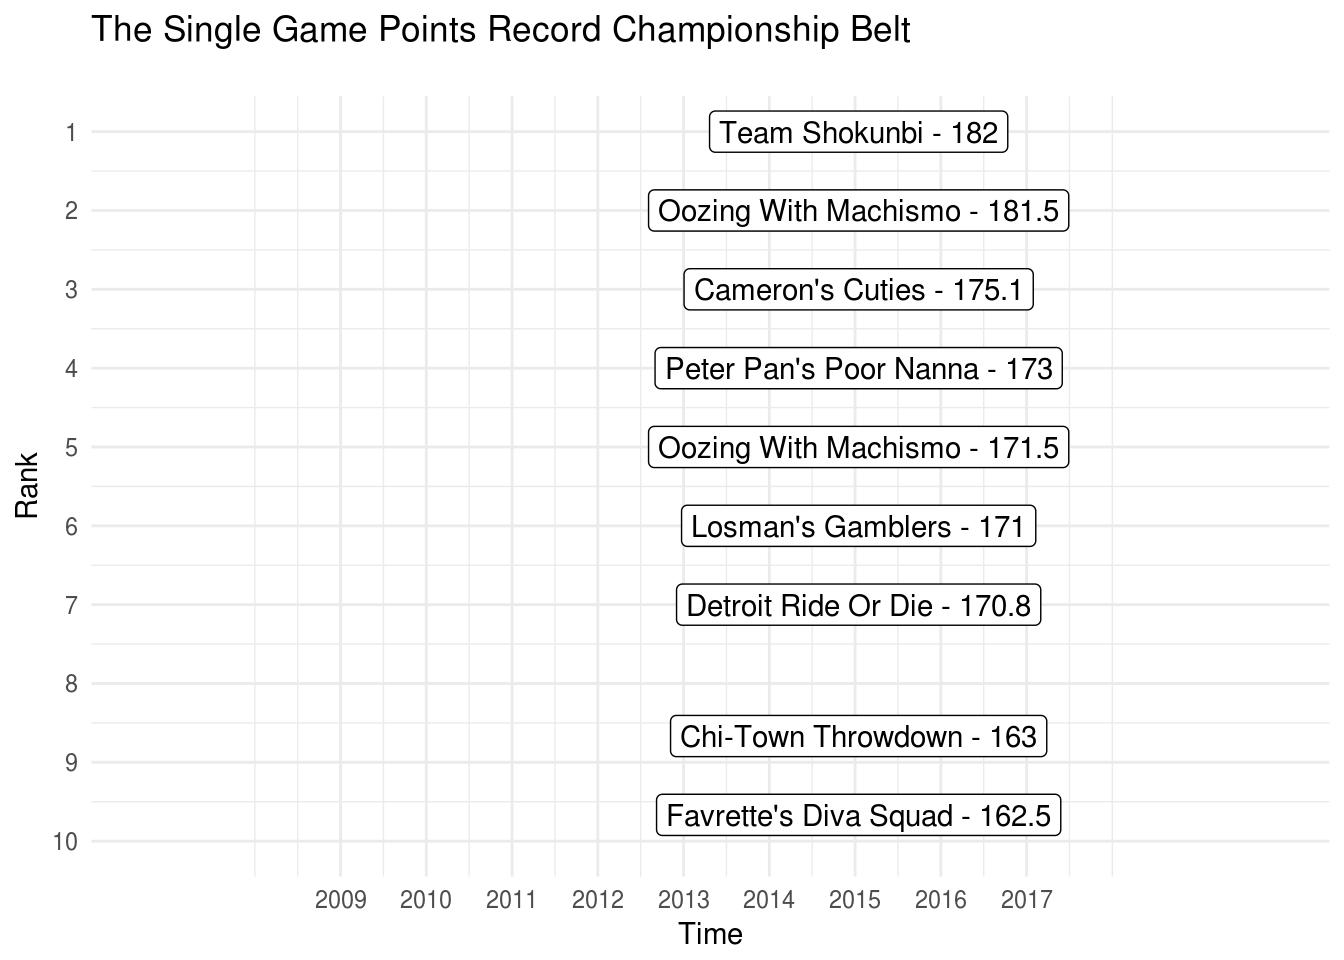 The Single Game Points Record Championship Belt
Rank
1
Team Shokunbi - 182
2
Oozing With Machismo - 181.5
3
Cameron's Cuties - 175.1
4
Peter Pan's Poor Nanna - 173
5
Oozing With Machismo - 171.5
6
Losman's Gamblers - 171
7
Detroit Ride Or Die - 170.8
8
Chi-Town Throwdown - 163
9
Favrette's Diva Squad - 162.5
10
2009 2010 2011 2012 2013 2014 2015 2016 2017
Time